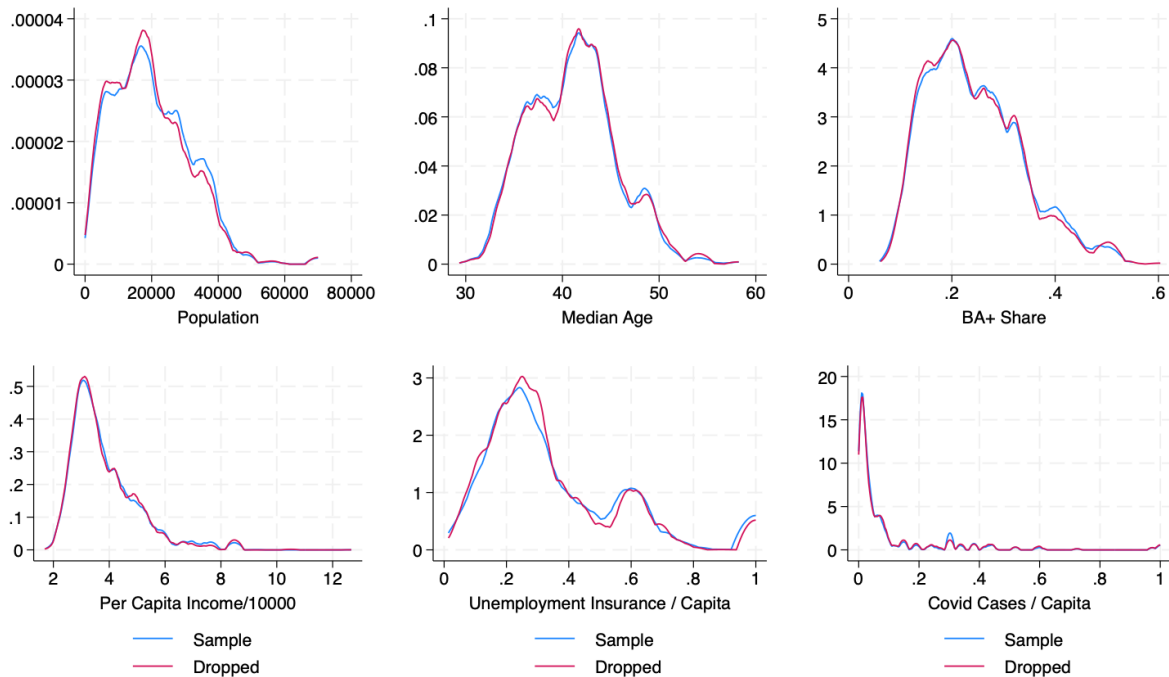 .00004
.00003
.00002
.00001
0
0 20000 40000 60000 80000
Population
.1
.08
.06
.04
.02
0
30 40 50 60
Median Age
5
4
3
2
1
0
0 .2 .4 .6
BA+ Share
.5
.4
.3
.2
.1
0
2 4 6 8 10 12
Per Capita Income/10000
Sample
Dropped
3
2
1
0
0 .2 .4 .6 .8 1
Unemployment Insurance / Capita
Sample
Dropped
20
15
10
5
0
0 .2 .4 .6 .8 1
Covid Cases / Capita
Sample
Dropped